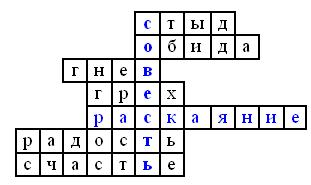 стыд
обида
гнев
грех
раскаяние
радость
счастье